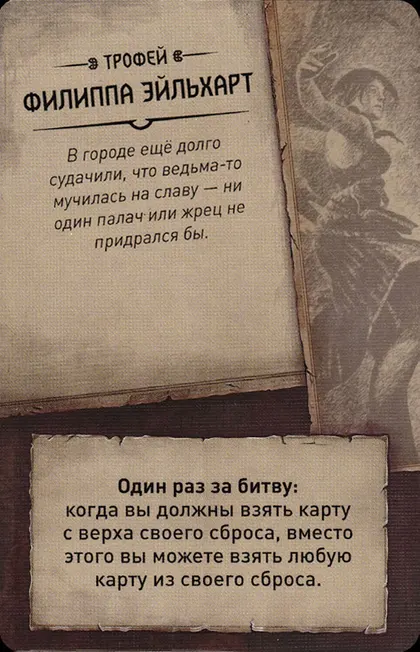 ТРОФЕЙ
ФИЛИППА ЭЙЛЬХАРТ
В городе ещё долго
судачили, что ведьма-то
мучилась на славу — ни
один палач или жрец не
придрался бы.
Один раз за битву:
когда вы должны взять карту
с верха своего сброса, вместо
этого вы можете взять любую
карту из своего сброса.